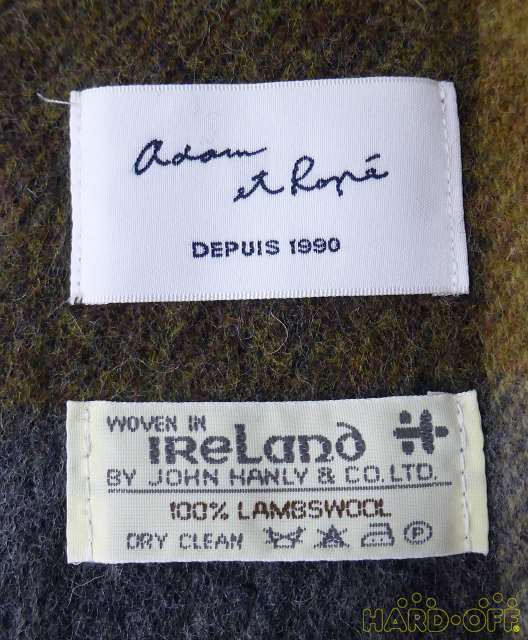 Adam
et Ropé
DEPUIS 1990
WOVEN IN
IReLand
BY JOHN HANLY & CO.LTD.
100% LAMBSWOOL
DRY CLEAN P
HARD·OFF